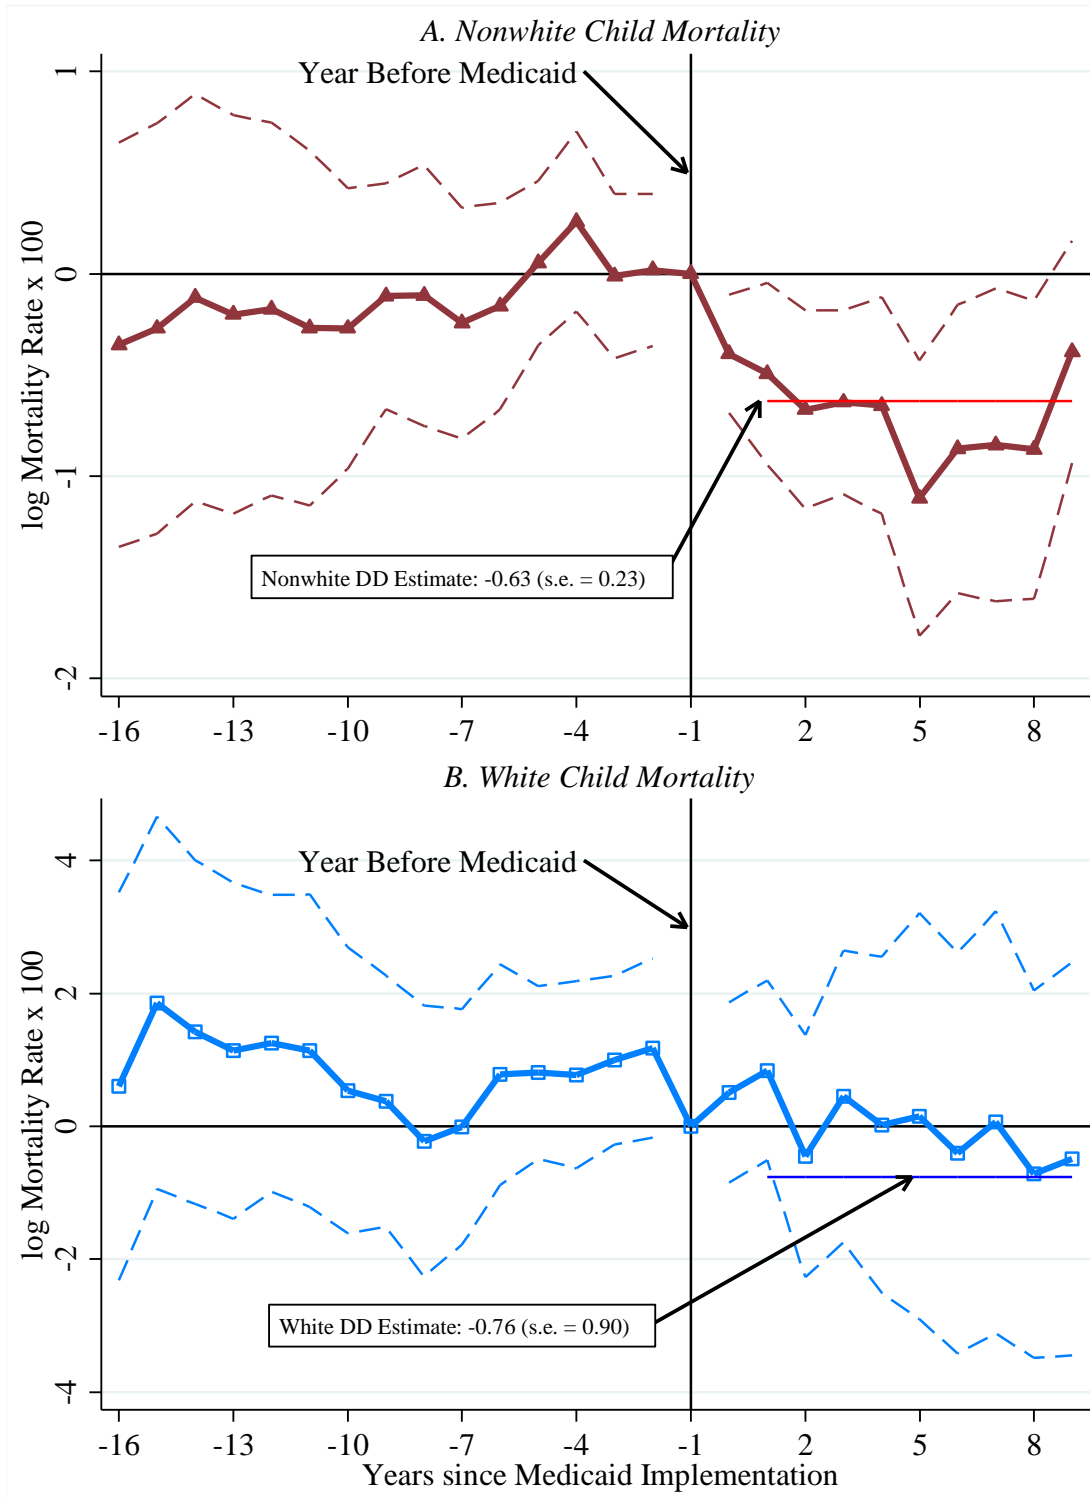 A. Nonwhite Child Mortality
Year Before Medicaid
log Mortality Rate x 100
1
0
-1
-2
Nonwhite DD Estimate: -0.63 (s.e. = 0.23)
-16 -13 -10 -7 -4 -1 2 5 8
B. White Child Mortality
Year Before Medicaid
log Mortality Rate x 100
4
2
0
-2
-4
White DD Estimate: -0.76 (s.e. = 0.90)
-16 -13 -10 -7 -4 -1 2 5 8
Years since Medicaid Implementation